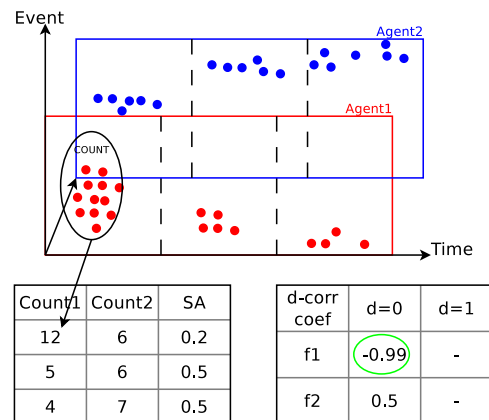 Event
Agent2
Agent1
COUNT
Time
Count1 Count2 SA
12 6 0.2
5 6 0.5
4 7 0.5
d-corr coef d=0 d=1
f1 -0.99 -
f2 0.5 -